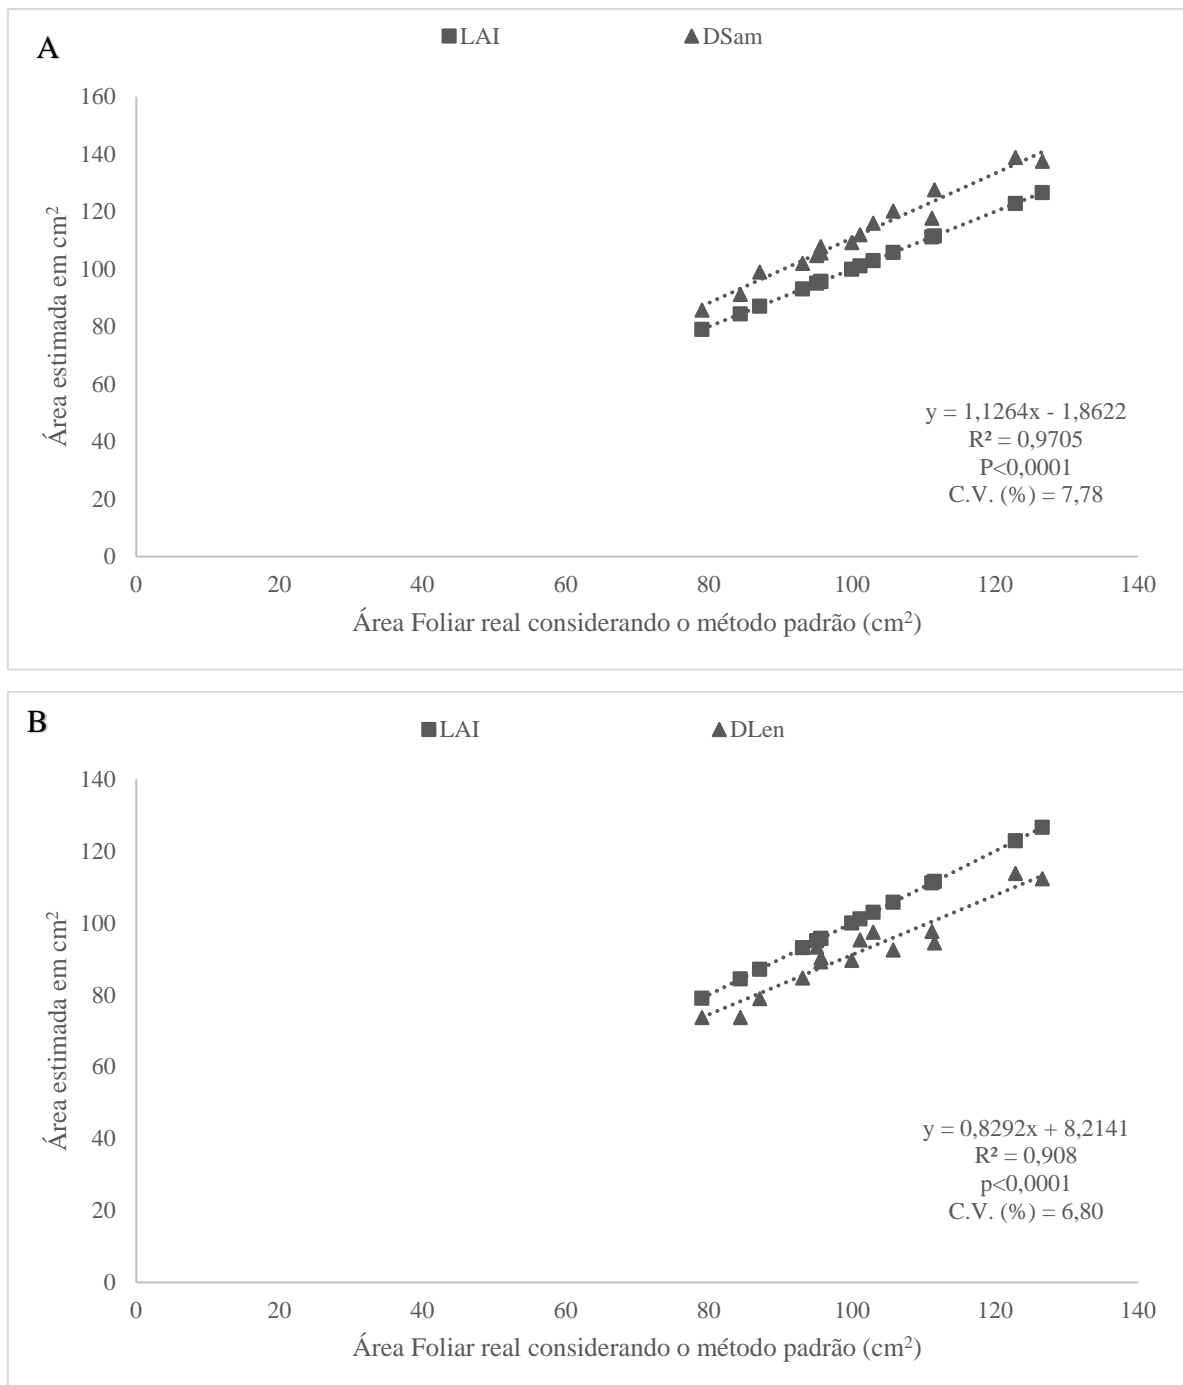 A
LAI DSam
160
140
120
100
80
60
40
20
0
Área estimada em cm²
y = 1,1264x - 1,8622
R² = 0,9705
P<0,0001
C.V. (%) = 7,78
0 20 40 60 80 100 120 140
Área Foliar real considerando o método padrão (cm²)
B
LAI DLen
140
120
100
80
60
40
20
0
Área estimada em cm²
y = 0,8292x + 8,2141
R² = 0,908
p<0,0001
C.V. (%) = 6,80
0 20 40 60 80 100 120 140
Área Foliar real considerando o método padrão (cm²)